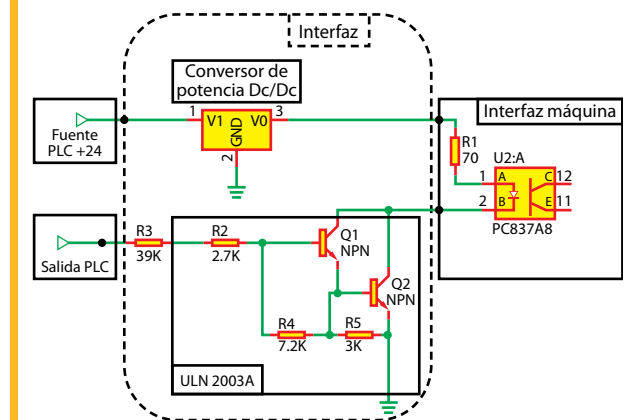 Interfaz
Conversor de
potencia Dc/Dc
1
V1
GND
V0
3
2
Fuente
PLC +24
Interfaz máquina
R1
70
U2:A
1
A
C
12
2
B
E
11
PC837A8
Salida PLC
R3
39K
R2
2.7K
Q1
NPN
Q2
NPN
R4
7.2K
R5
3K
ULN 2003A